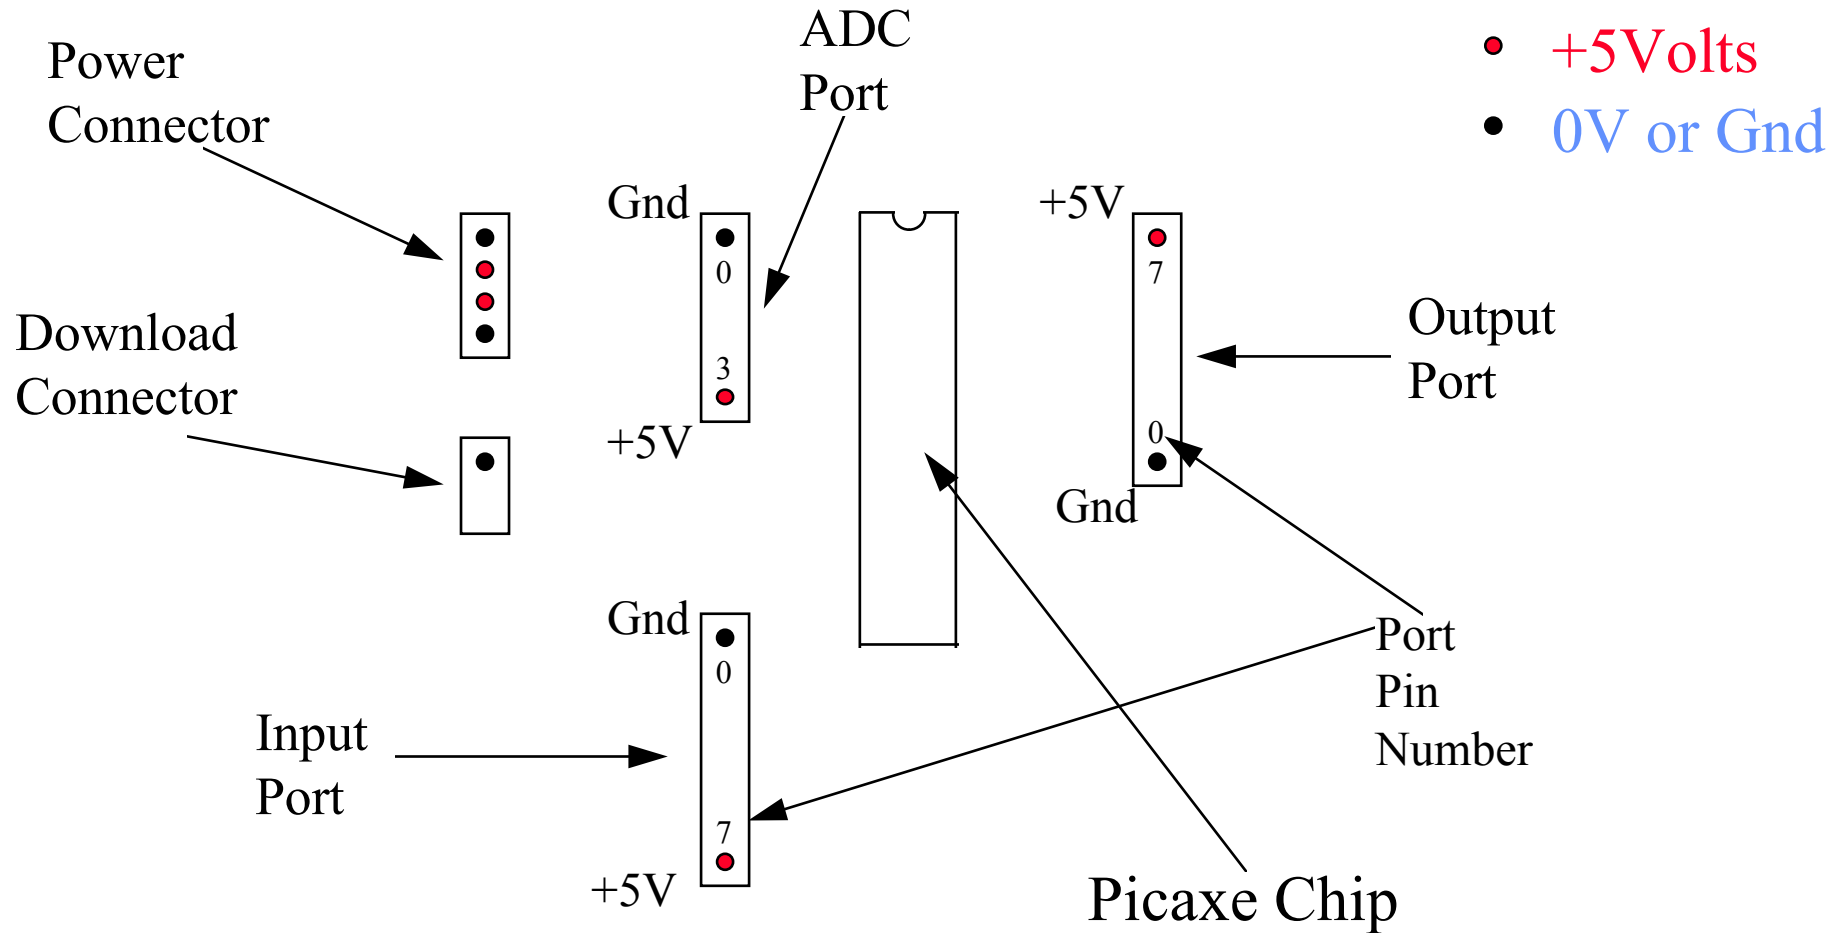 Power
Connector
ADC
Port
+5Volts
0V or Gnd
Gnd
0
3
+5V
+5V
7
0
Gnd
Output
Port
Download
Connector
Gnd
0
7
+5V
Input
Port
Port
Pin
Number
Picaxe Chip